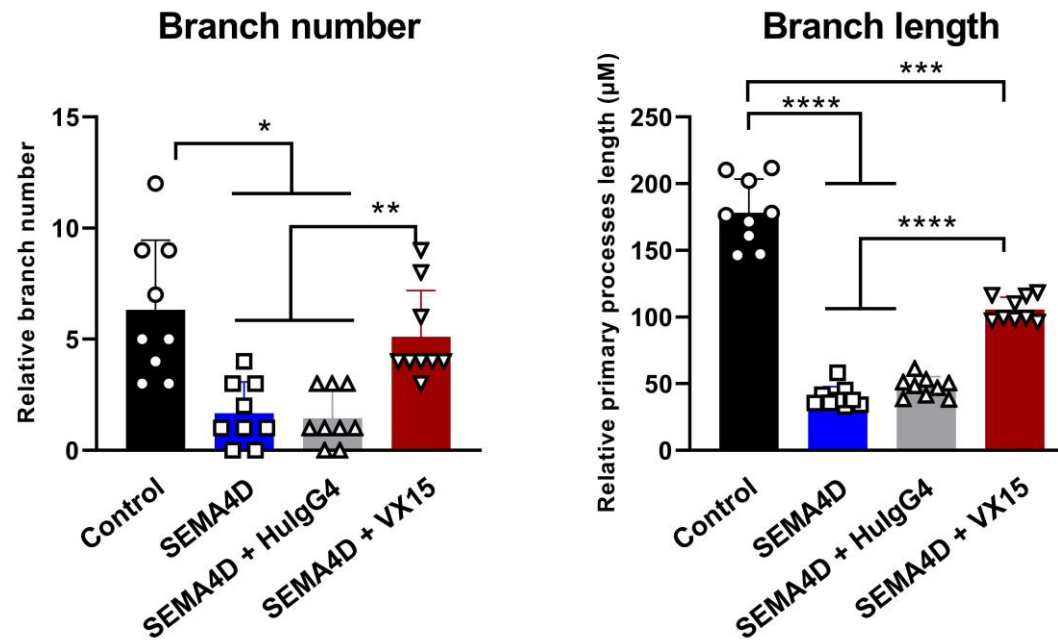 Branch number
Relative branch number
15
10
5
0
*
**
Control
SEMA4D
SEMA4D + HuIgG4
SEMA4D + VX15
Branch length
Relative primary processes length (µM)
250
200
150
100
50
0
***
****
****
Control
SEMA4D
SEMA4D + HuIgG4
SEMA4D + VX15